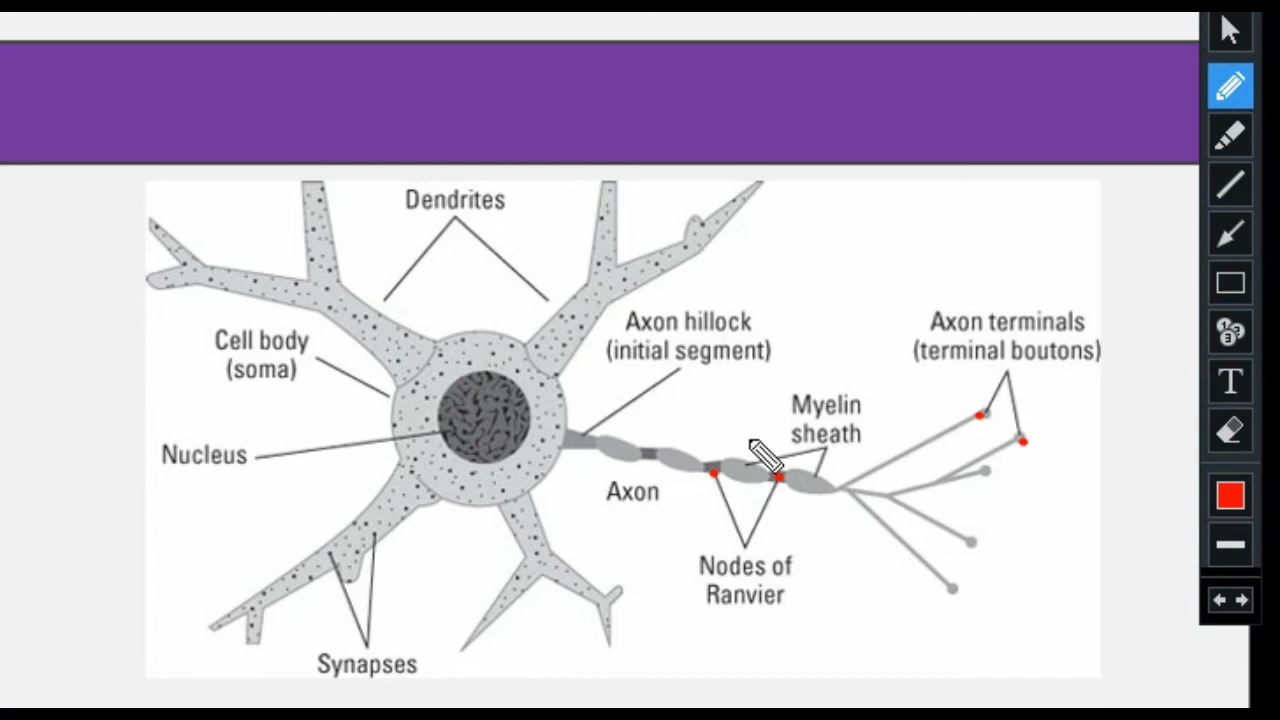 Dendrites
Axon hillock
(initial segment)
Axon terminals
(terminal boutons)
Cell body
(soma)
Myelin
sheath
Nucleus
Axon
Nodes of
Ranvier
Synapses
T